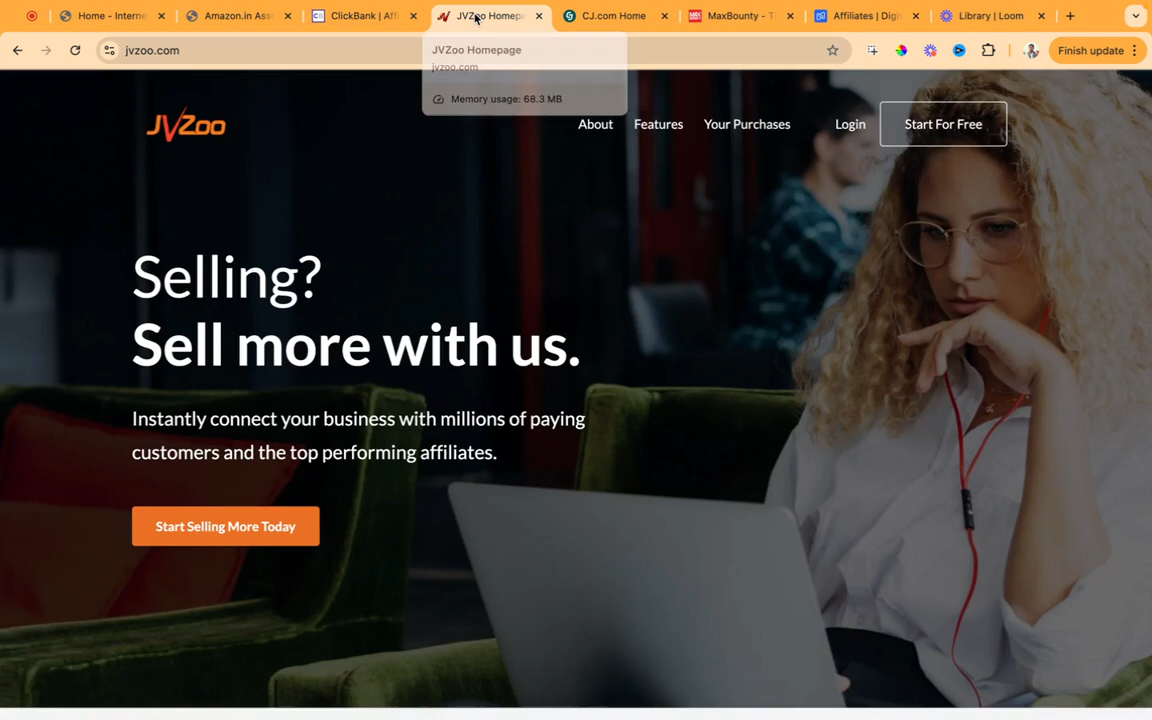 Home - Interne
Amazon.in Ass
ClickBank | Aff
JVZoo Homepa
CJ.com Home
MaxBounty - T
Affiliates | Digi
Library | Loom
jvzoo.com
Finish update
JVZoo Homepage
jvzoo.com
Memory usage: 68.3 MB
JVZoo
About
Features
Your Purchases
Login
Start For Free
Selling?
Sell more with us.
Instantly connect your business with millions of paying
customers and the top performing affiliates.
Start Selling More Today